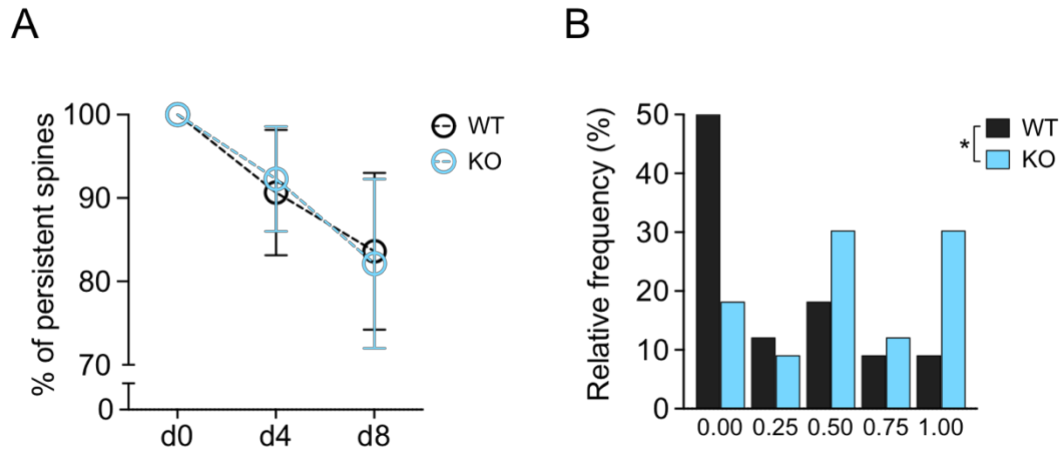 A
% of persistent spines
100
90
80
70
0
d0 d4 d8
WT
KO
B
Relative frequency (%)
50
40
30
20
10
0
0.00 0.25 0.50 0.75 1.00
* WT
KO